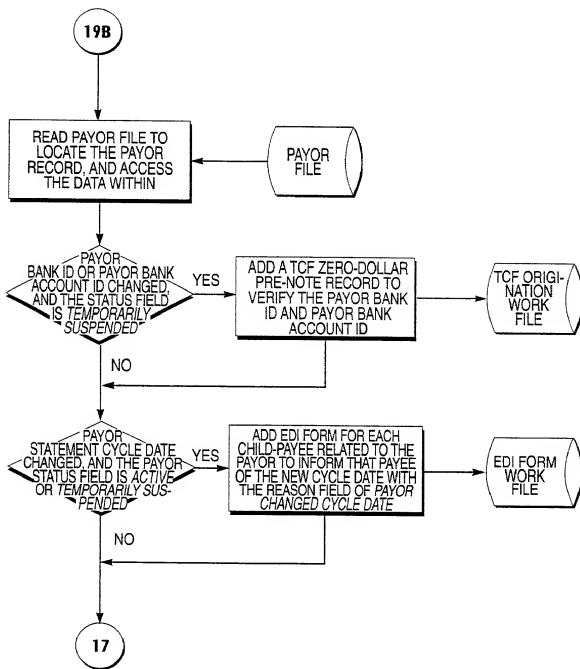 19B
READ PAYOR FILE TO
LOCATE THE PAYOR
RECORD, AND ACCESS
THE DATA WITHIN
PAYOR
FILE
PAYOR
BANK ID OR PAYOR BANK
ACCOUNT ID CHANGED,
AND THE STATUS FIELD
IS TEMPORARILY
SUSPENDED
YES
ADD A TCF ZERO-DOLLAR
PRE-NOTE RECORD TO
VERIFY THE PAYOR BANK
ID AND PAYOR BANK
ACCOUNT ID
TCF ORIGI-
NATION WORK
FILE
NO
PAYOR
STATEMENT CYCLE DATE
CHANGED, AND THE PAYOR
STATUS FIELD IS ACTIVE
OR TEMPORARILY SUS-
PENDED
YES
ADD EDI FORM FOR EACH
CHILD-PAYEE RELATED TO THE
PAYOR TO INFORM THAT PAYEE
OF THE NEW CYCLE DATE WITH
THE REASON FIELD OF PAYOR
CHANGED CYCLE DATE
EDI FORM
WORK
FILE
NO
17